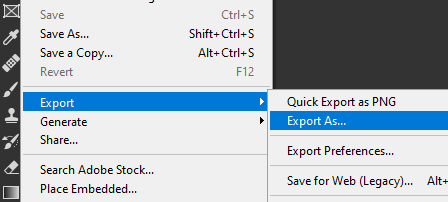 Save Ctrl+S
Save As... Shift+Ctrl+S
Save a Copy... Alt+Ctrl+S
Revert F12
Export
Quick Export as PNG
Export As...
Generate
Share...
Export Preferences...
Search Adobe Stock...
Place Embedded...
Save for Web (Legacy)... Alt+